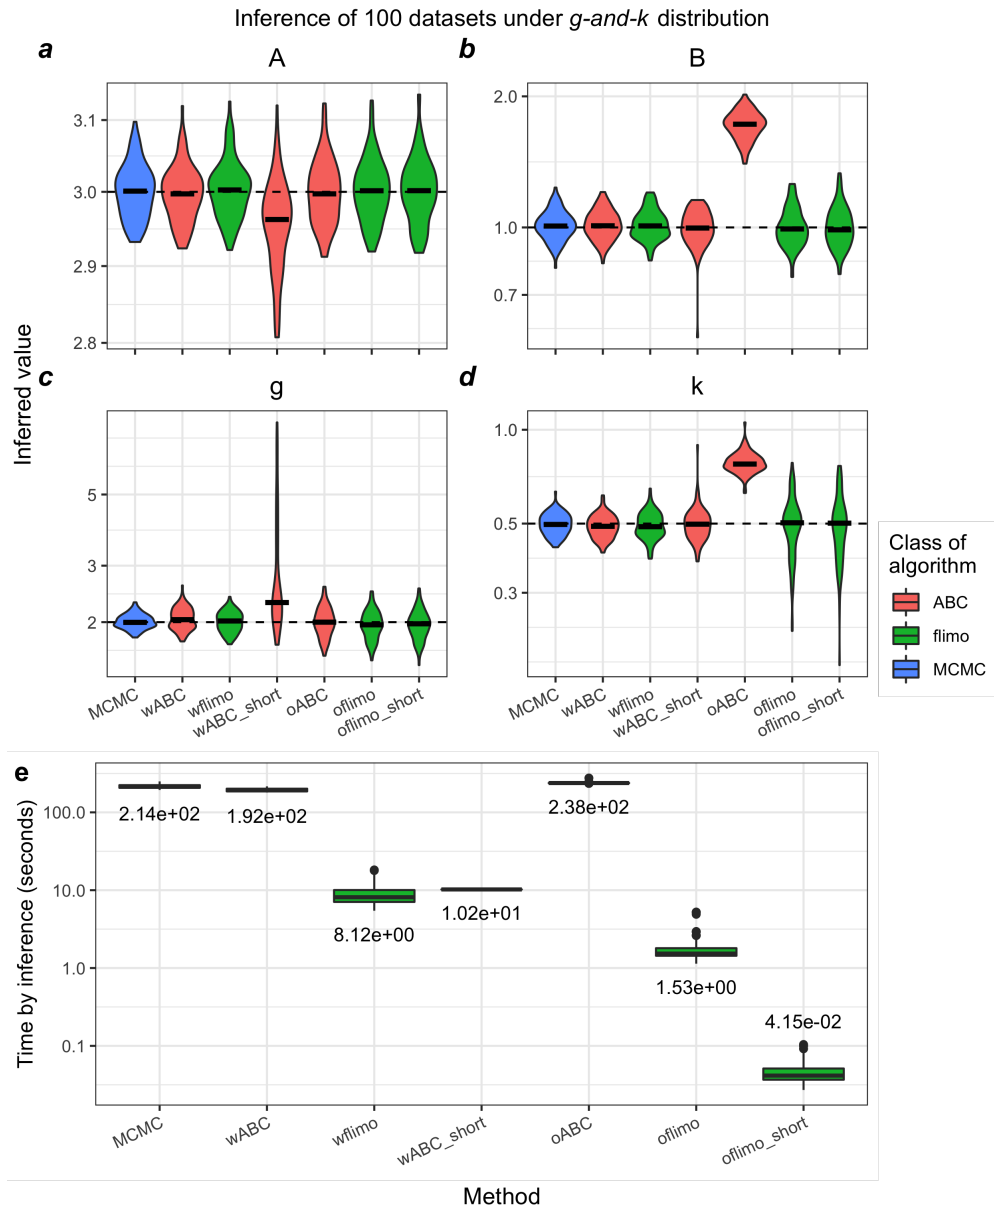 Inference of 100 datasets under g-and-k distribution
a
A
3.1
3.0
2.9
2.8
b
B
2.0
1.0
0.7
Inferred value
c
g
5
3
2
MCMC
wABC
wflimo
wABC_short
oABC
oflimo
oflimo_short
d
k
1.0
0.5
0.3
MCMC
wABC
wflimo
wABC_short
oABC
oflimo
oflimo_short
Class of
algorithm
ABC
flimo
MCMC
e
Time by inference (seconds)
100.0
10.0
1.0
0.1
2.14e+02
1.92e+02
8.12e+00
1.02e+01
2.38e+02
1.53e+00
4.15e-02
MCMC
wABC
wflimo
wABC_short
oABC
oflimo
oflimo_short
Method